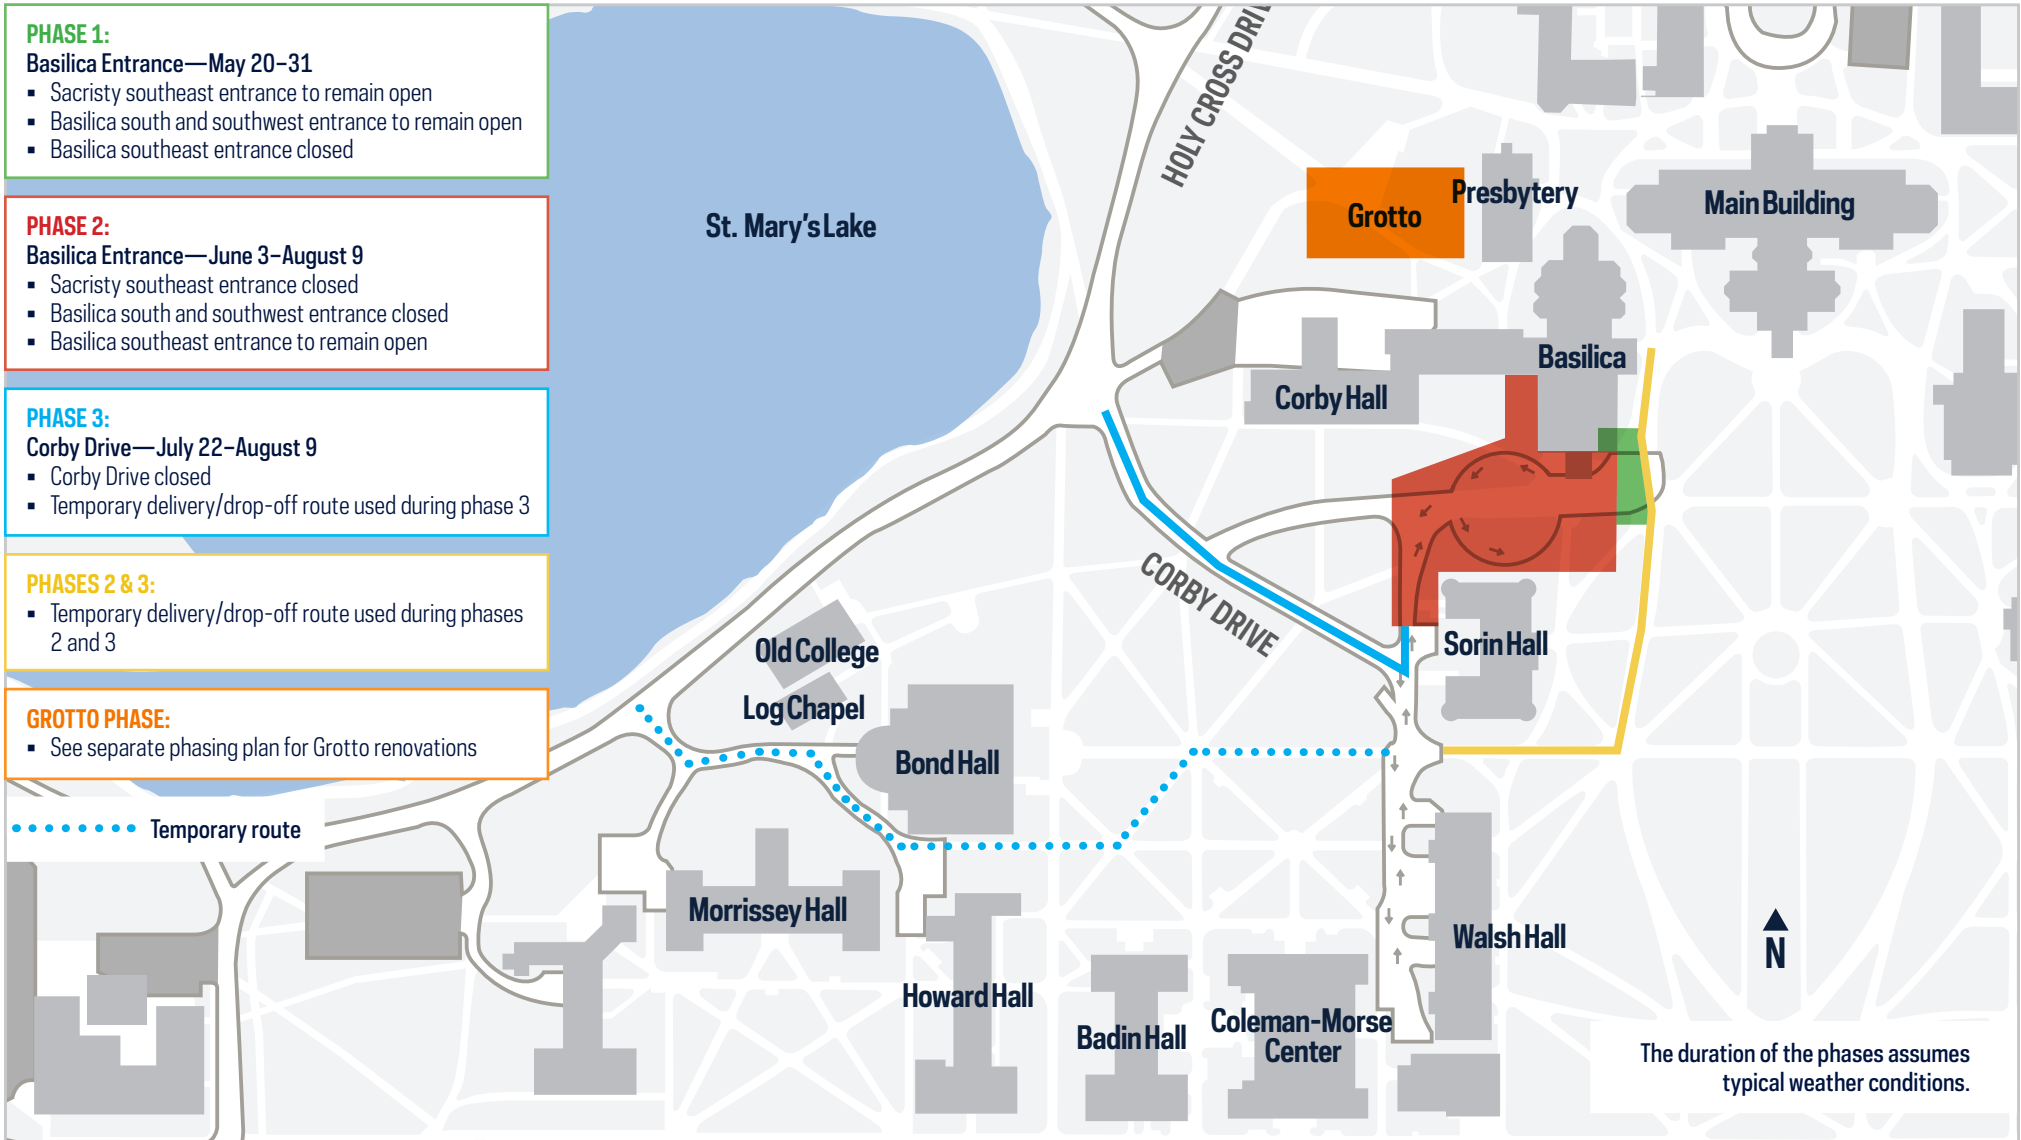 PHASE 1:
Basilica Entrance—May 20–31
▪ Sacristy southeast entrance to remain open
▪ Basilica south and southwest entrance to remain open
▪ Basilica southeast entrance closed
PHASE 2:
Basilica Entrance—June 3–August 9
▪ Sacristy southeast entrance closed
▪ Basilica south and southwest entrance closed
▪ Basilica southeast entrance to remain open
PHASE 3:
Corby Drive—July 22–August 9
▪ Corby Drive closed
▪ Temporary delivery/drop-off route used during phase 3
PHASES 2 & 3:
▪ Temporary delivery/drop-off route used during phases
2 and 3
GROTTO PHASE:
▪ See separate phasing plan for Grotto renovations
Temporary route
HOLY CROSS DRIVE
St. Mary's Lake
Grotto
Presbytery
Main Building
Basilica
Corby Hall
CORBY DRIVE
Sorin Hall
Old College
Log Chapel
Bond Hall
Morrissey Hall
Howard Hall
Badin Hall
Coleman-Morse
Center
Walsh Hall
N
The duration of the phases assumes
typical weather conditions.